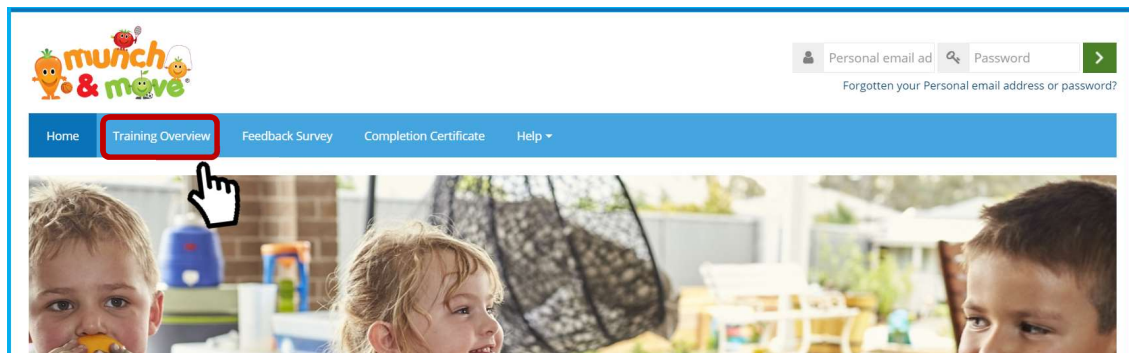 munch
& move
Personal email ad Password
Forgotten your Personal email address or password?
Home Training Overview Feedback Survey Completion Certificate Help